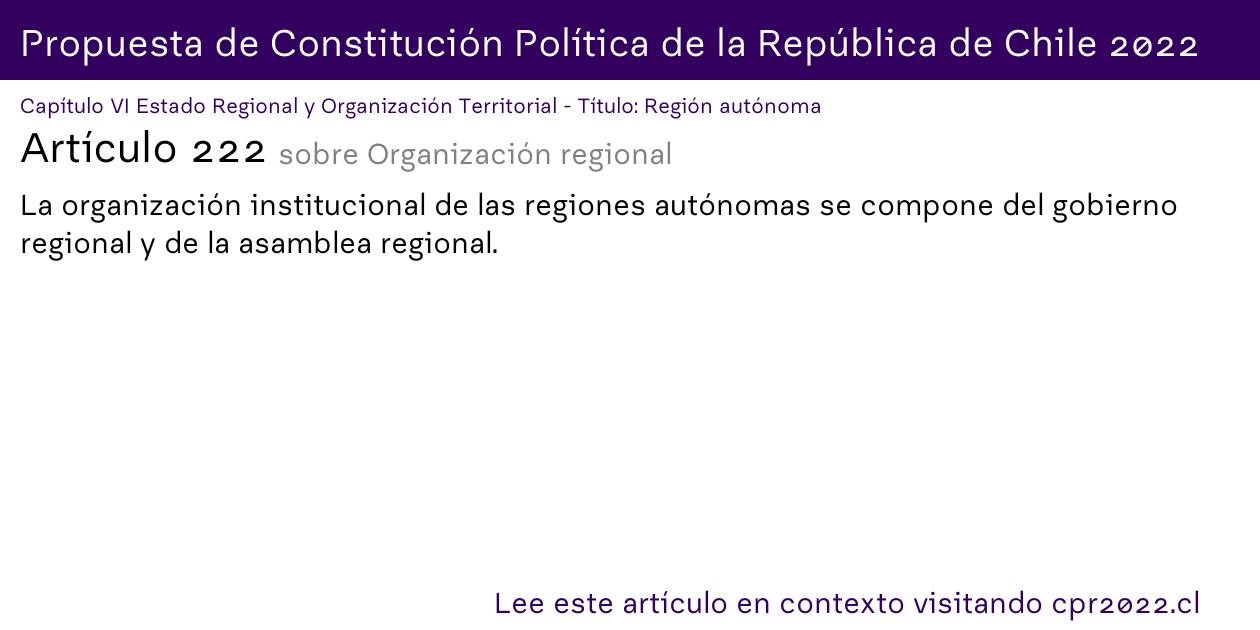 Propuesta de Constitución Política de la República de Chile 2022
Capítulo VI Estado Regional y Organización Territorial - Título: Región autónoma
Artículo 222 sobre Organización regional
La organización institucional de las regiones autónomas se compone del gobierno
regional y de la asamblea regional.
Lee este artículo en contexto visitando cpr2022.cl